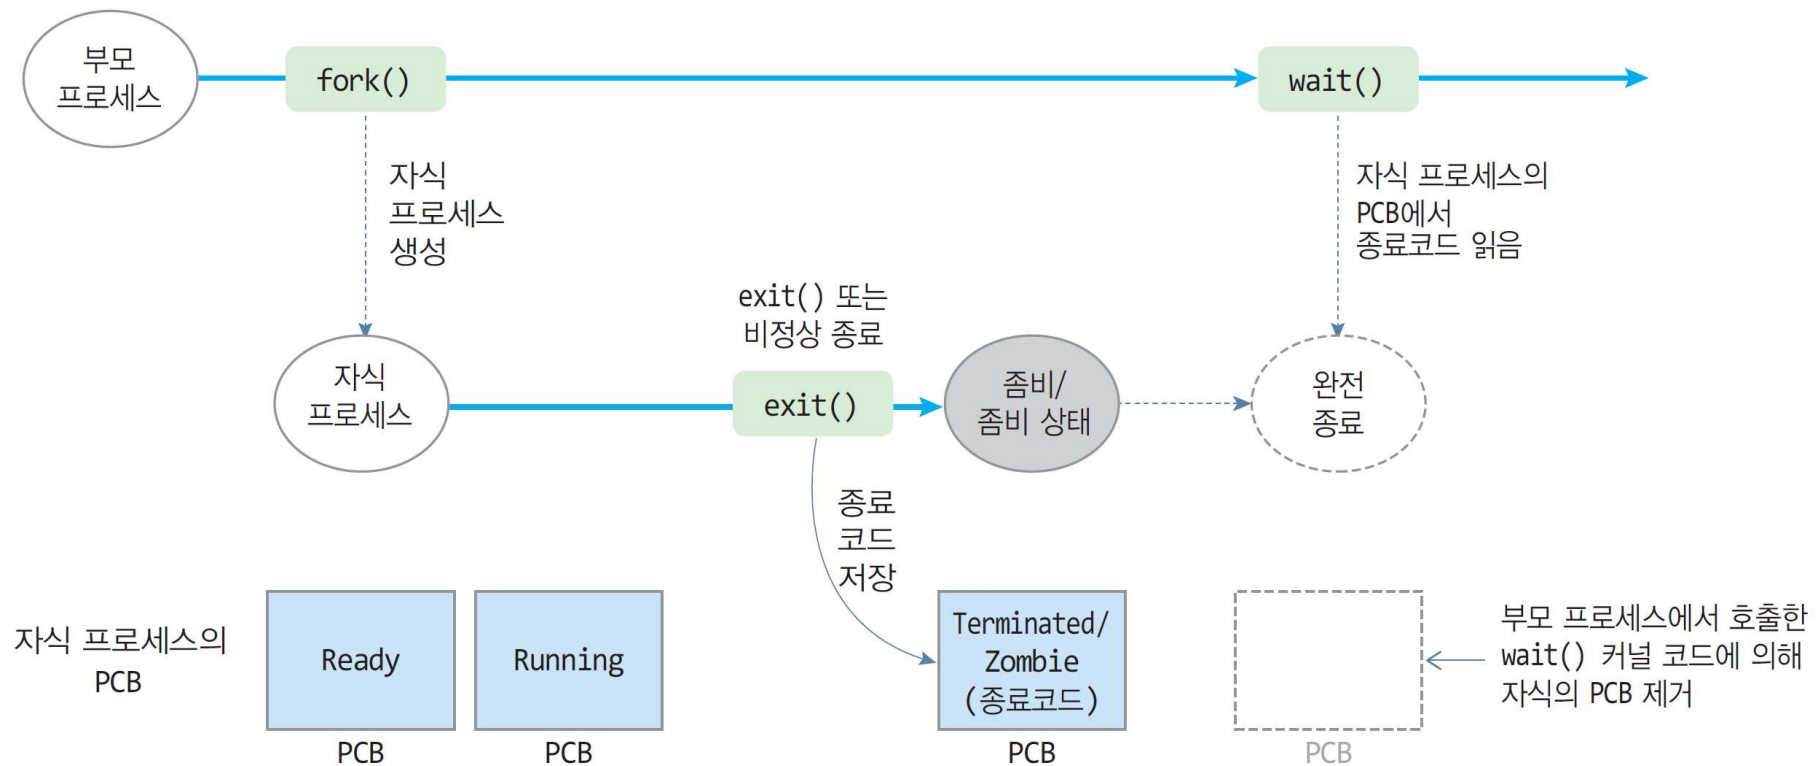 부모
프로세스
fork()
wait()
자식
프로세스
생성
자식 프로세스의
PCB에서
종료코드 읽음
exit() 또는
비정상 종료
자식
프로세스
exit()
좀비/
좀비 상태
완전
종료
종료
코드
저장
자식 프로세스의
PCB
Ready
PCB
Running
PCB
Terminated/
Zombie
(종료코드)
PCB
PCB
부모 프로세스에서 호출한
wait() 커널 코드에 의해
자식의 PCB 제거